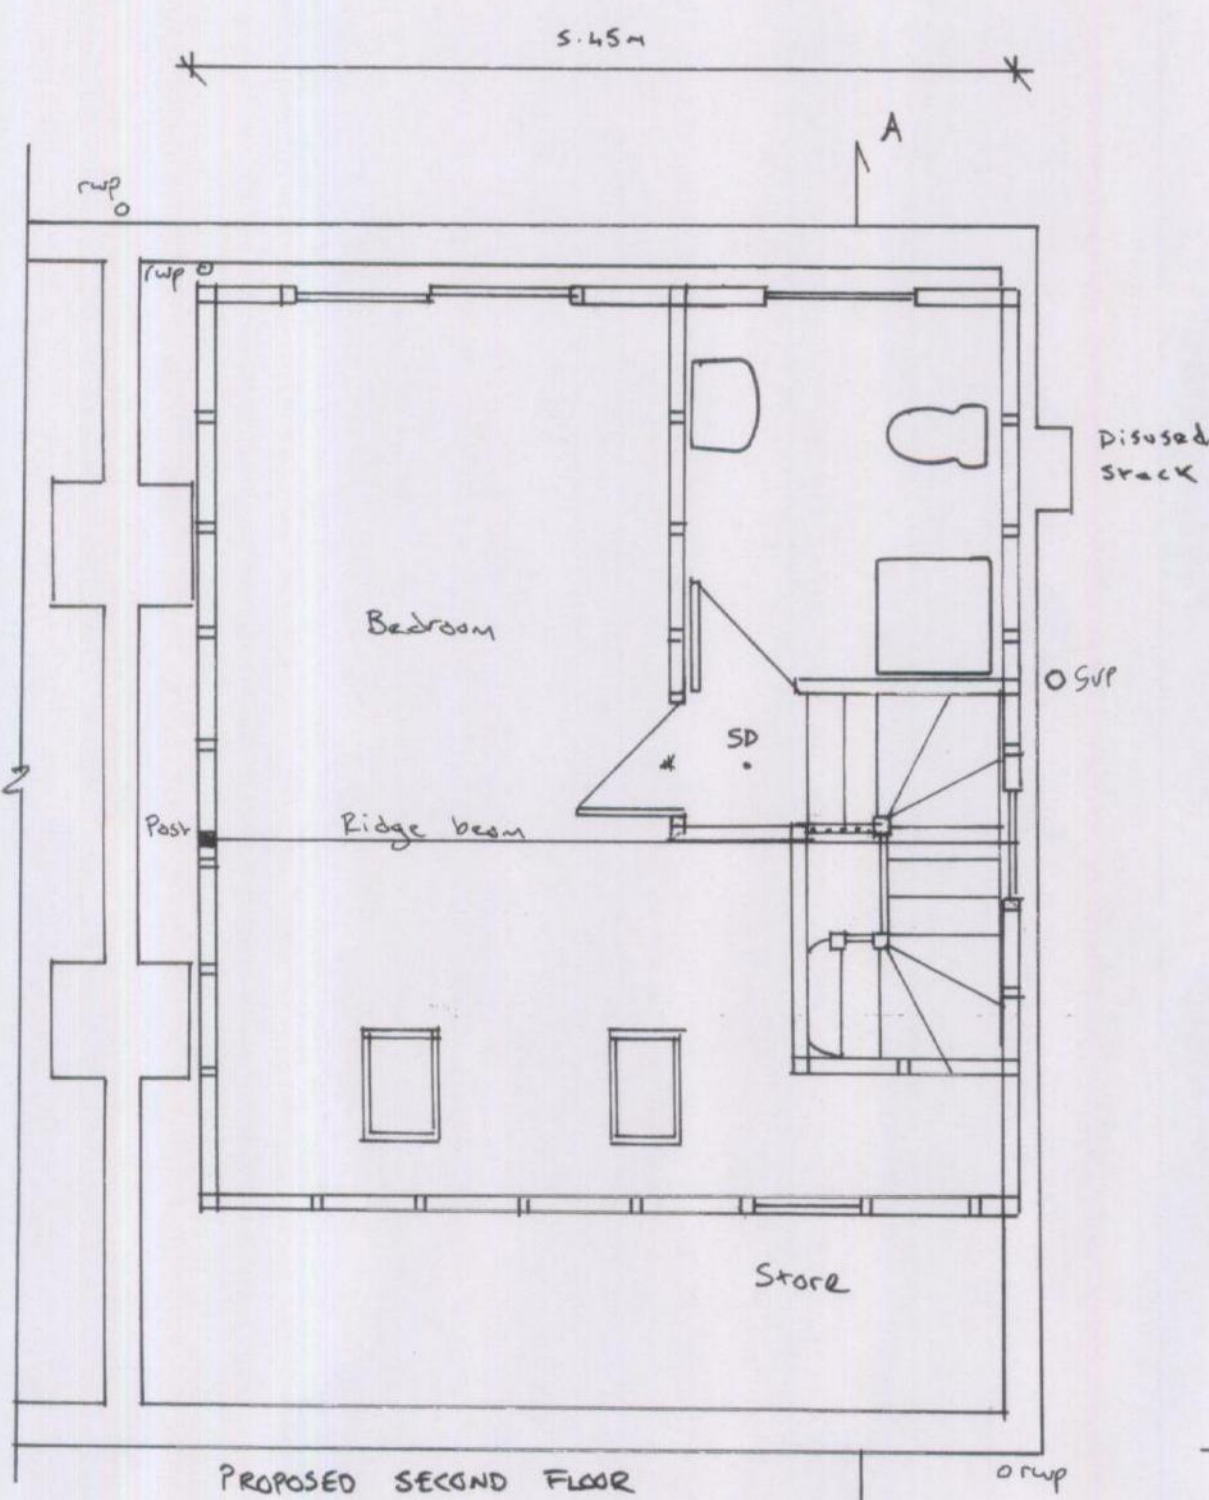 5.45m
A
rwp
rwp
Disused
stack
Bedroom
SVP
SD
*
Post
Ridge beam
Store
PROPOSED SECOND FLOOR
rwp